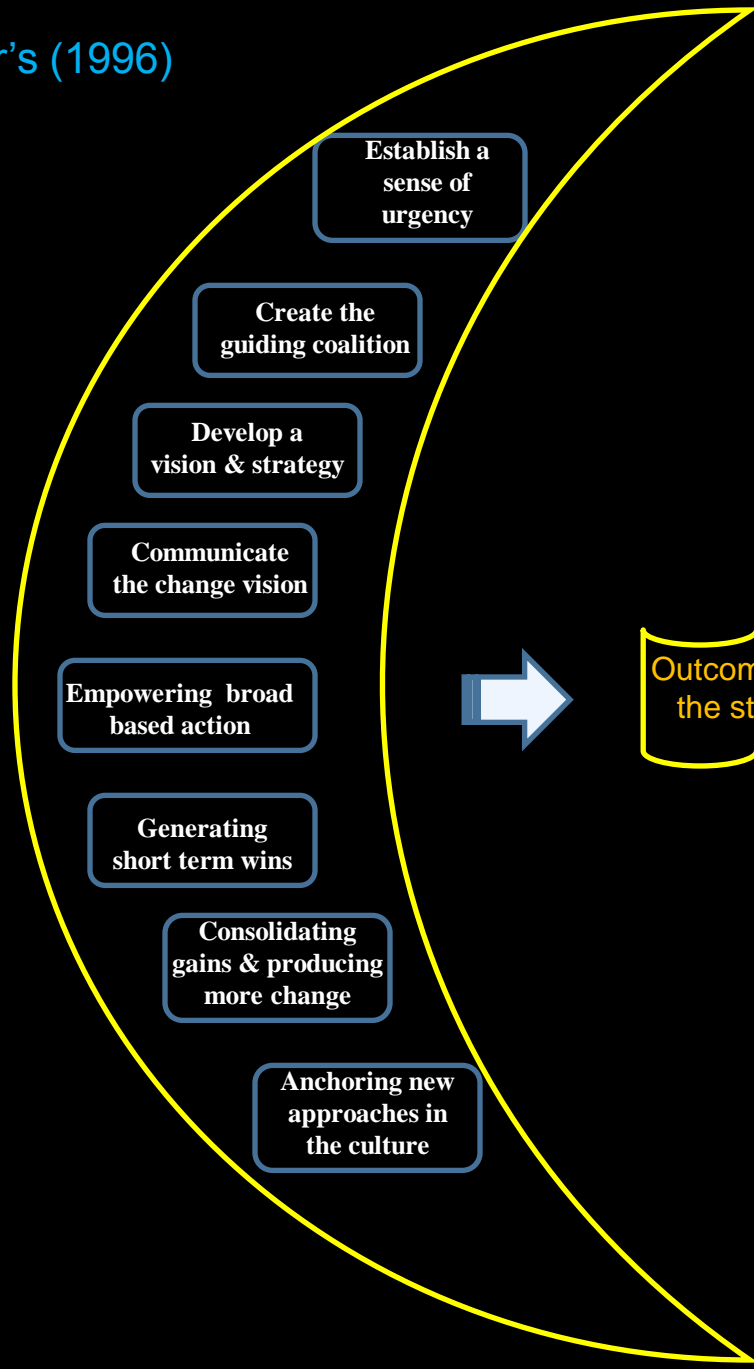 r’s (1996)
Establish a
sense of
urgency
Create the
guiding coalition
Develop a
vision & strategy
Communicate
the change vision
Empowering broad
based action
Outcom
the st
Generating
short term wins
Consolidating
gains & producing
more change
Anchoring new
approaches in
the culture